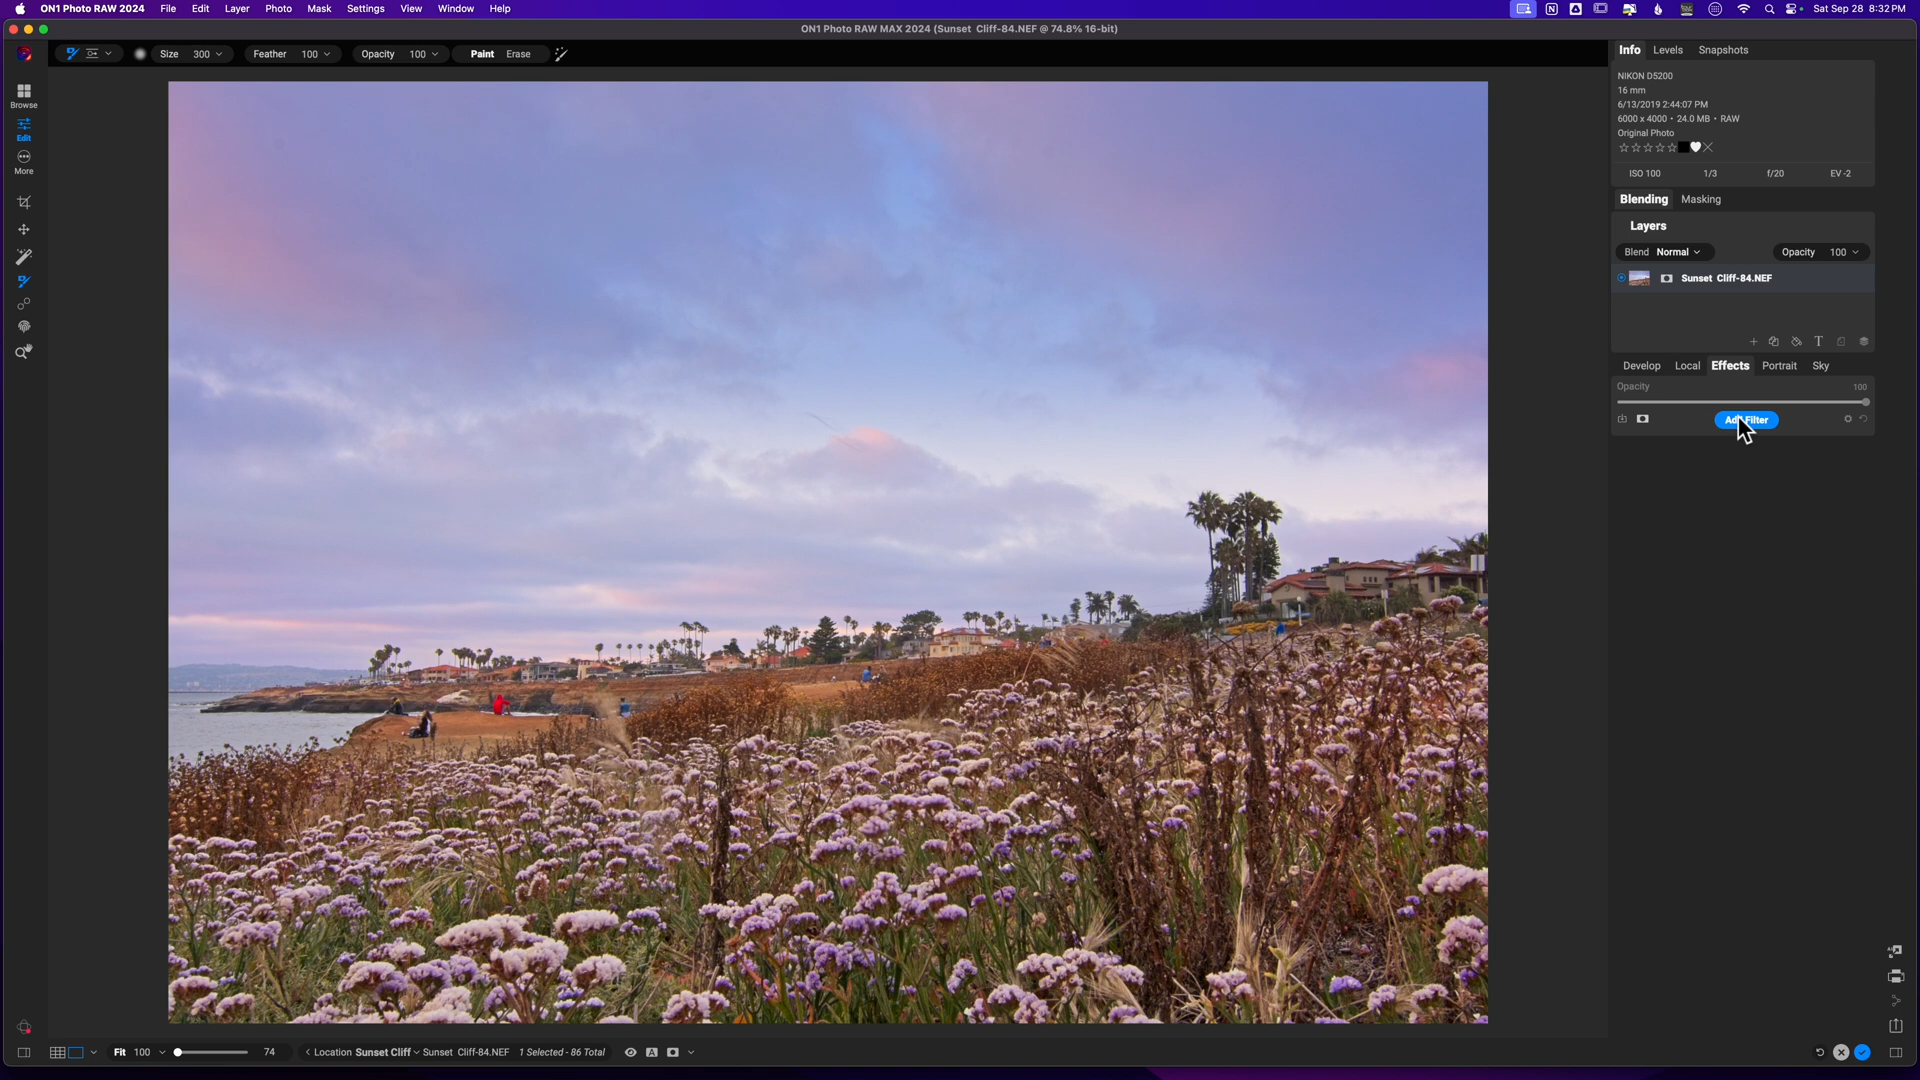 ON1 Photo RAW 2024 File Edit Layer Photo Mask Settings View Window Help Sat Sep 28 8:32 PM
ON1 Photo RAW MAX 2024 (Sunset Cliff-84.NEF @ 74.8% 16-bit)
Size 300 Feather 100 Opacity 100 Paint Erase
Browse
Edit
More
Info Levels Snapshots
NIKON D5200
16 mm
6/13/2019 2:44:07 PM
6000 x 4000 • 24.0 MB • RAW
Original Photo
ISO 100 1/3 f/20 EV -2
Blending Masking
Layers
Blend Normal Opacity 100
Sunset Cliff-84.NEF
Develop Local Effects Portrait Sky
Opacity 100
Add Filter
Fit 100 74 < Location Sunset Cliff Sunset Cliff-84.NEF 1 Selected - 86 Total